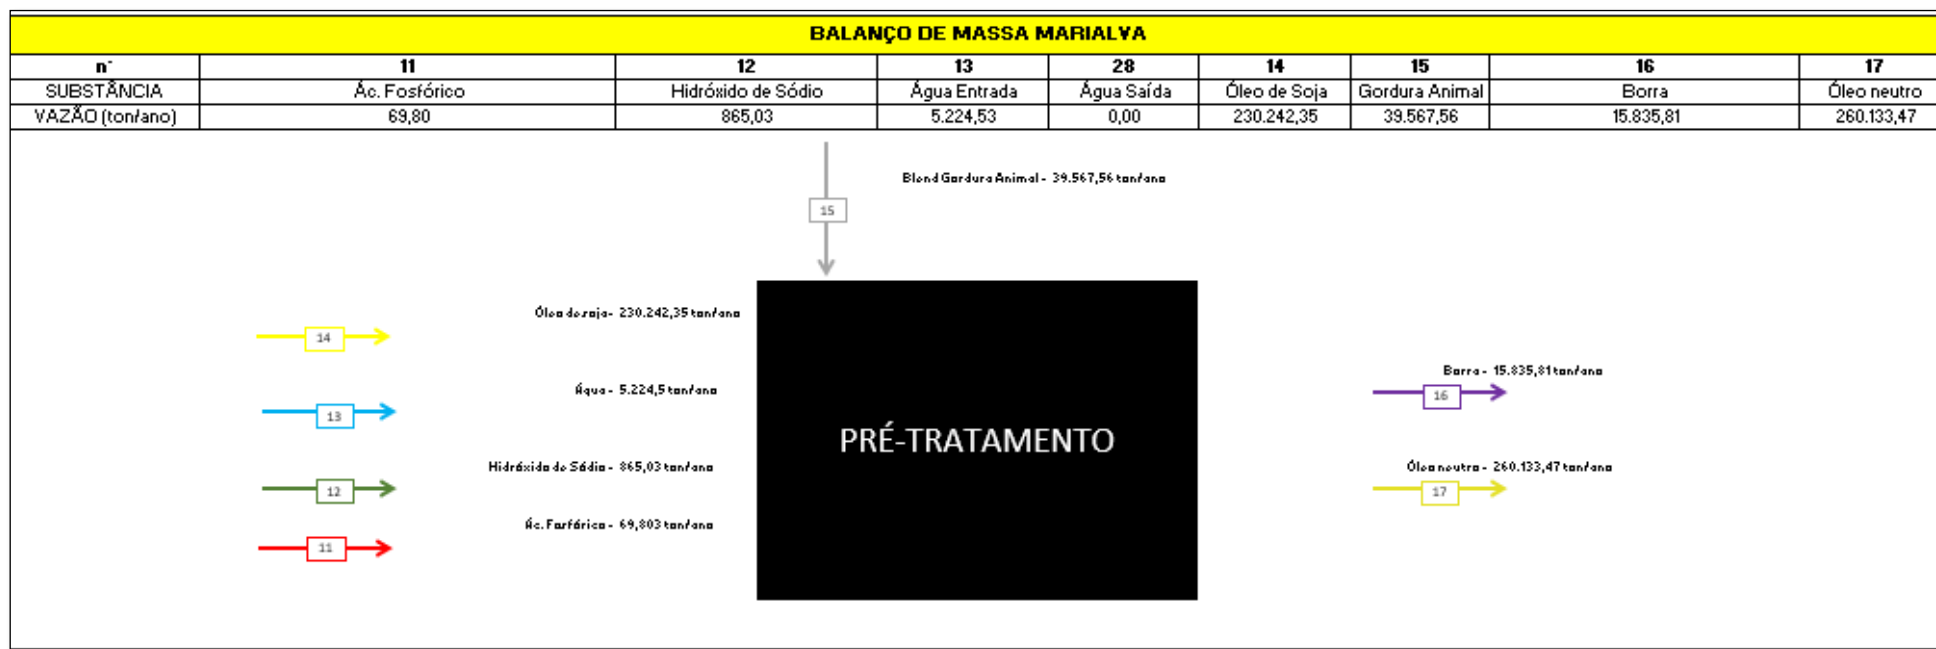 BALANÇO DE MASSA MARIALVA
n° 11 12 13 28 14 15 16 17
SUBSTÂNCIA Ác. Fosfórico Hidróxido de Sódio Água Entrada Água Saída Óleo de Soja Gordura Animal Borra Óleo neutro
VAZÃO (ton/ano) 69,80 865,03 5.224,53 0,00 230.242,35 39.567,56 15.835,81 260.133,47
Blend Gordura Animal - 39.567,56 ton/ano
15
Óleo de soja - 230.242,35 ton/ano
14
Borra - 15.835,81 ton/ano
16
Água - 5.224,5 ton/ano
13
PRÉ-TRATAMENTO
Hidróxido de Sódio - 865,03 ton/ano
12
Óleo neutro - 260.133,47 ton/ano
17
Ác. Fosfórico - 69,803 ton/ano
11